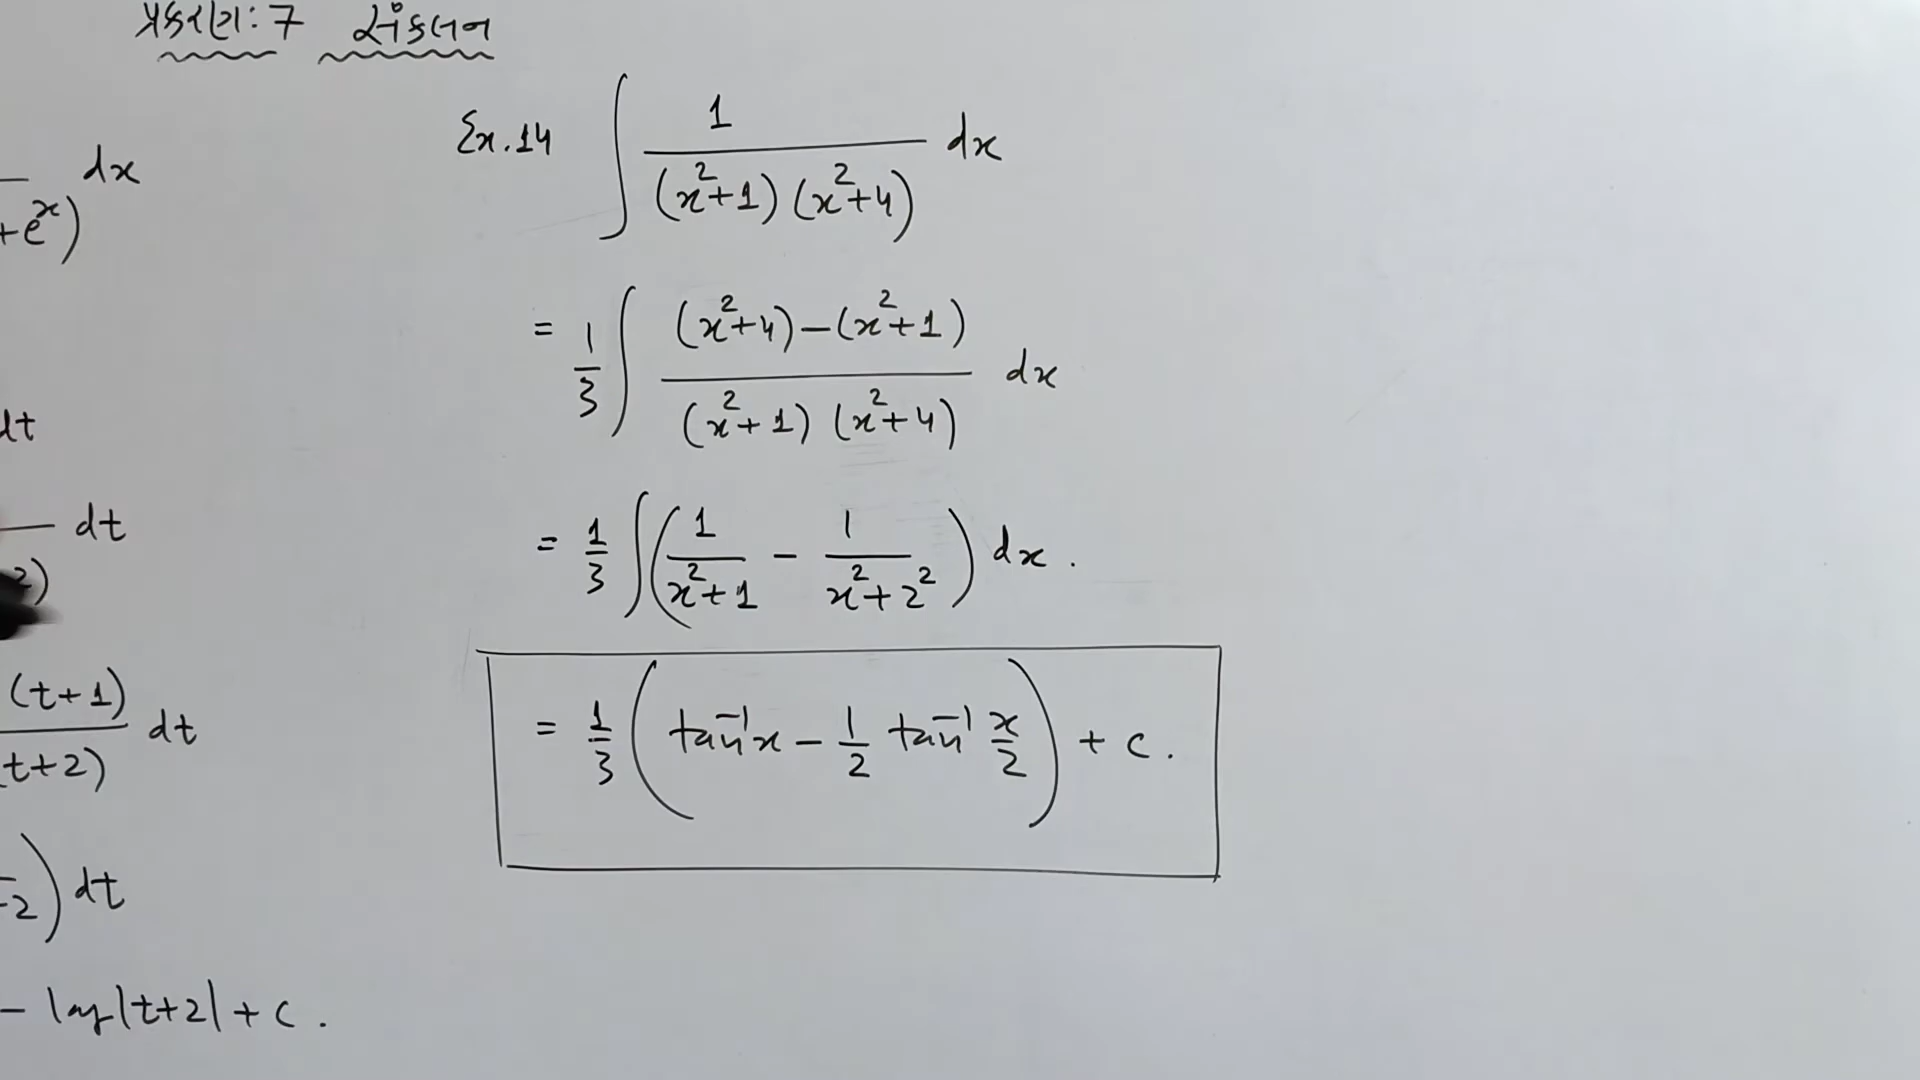 પ્રકરણ: 7 સંકલન
dx
+e^x)
dt
dt
2)
(t+1)
dt
t+2)
-2) dt
- log|t+2| + c.
Ex.14 ∫ 1 / (x²+1)(x²+4) dx
= 1/3 ∫ (x²+4)-(x²+1) / (x²+1)(x²+4) dx
= 1/3 ∫ (1/(x²+1) - 1/(x²+2²)) dx.
= 1/3 (tan⁻¹x - 1/2 tan⁻¹ x/2) + c.